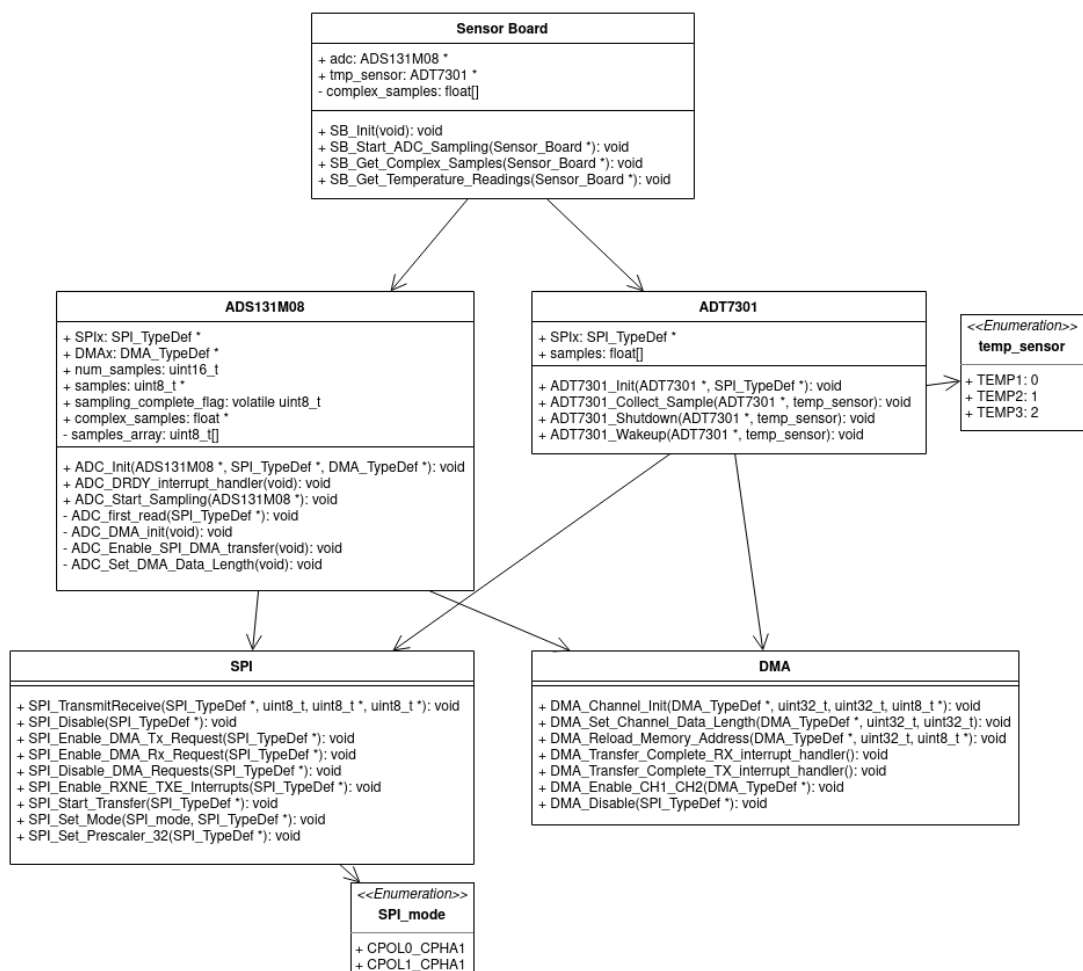 Sensor Board
+ adc: ADS131M08 *
+ tmp_sensor: ADT7301 *
- complex_samples: float[]
+ SB_Init(void): void
+ SB_Start_ADC_Sampling(Sensor_Board *): void
+ SB_Get_Complex_Samples(Sensor_Board *): void
+ SB_Get_Temperature_Readings(Sensor_Board *): void
ADS131M08
+ SPIx: SPI_TypeDef *
+ DMAx: DMA_TypeDef *
+ num_samples: uint16_t
+ samples: uint8_t *
+ sampling_complete_flag: volatile uint8_t
+ complex_samples: float *
- samples_array: uint8_t[]
+ ADC_Init(ADS131M08 *, SPI_TypeDef *, DMA_TypeDef *): void
+ ADC_DRDY_interrupt_handler(void): void
+ ADC_Start_Sampling(ADS131M08 *): void
- ADC_first_read(SPI_TypeDef *): void
- ADC_DMA_init(void): void
- ADC_Enable_SPI_DMA_transfer(void): void
- ADC_Set_DMA_Data_Length(void): void
ADT7301
+ SPIx: SPI_TypeDef *
+ samples: float[]
+ ADT7301_Init(ADT7301 *, SPI_TypeDef *): void
+ ADT7301_Collect_Sample(ADT7301 *, temp_sensor): void
+ ADT7301_Shutdown(ADT7301 *, temp_sensor): void
+ ADT7301_Wakeup(ADT7301 *, temp_sensor): void
<<Enumeration>>
temp_sensor
+ TEMP1: 0
+ TEMP2: 1
+ TEMP3: 2
SPI
+ SPI_TransmitReceive(SPI_TypeDef *, uint8_t, uint8_t *, uint8_t *): void
+ SPI_Disable(SPI_TypeDef *): void
+ SPI_Enable_DMA_Tx_Request(SPI_TypeDef *): void
+ SPI_Enable_DMA_Rx_Request(SPI_TypeDef *): void
+ SPI_Disable_DMA_Requests(SPI_TypeDef *): void
+ SPI_Enable_RXNE_TXE_Interrupts(SPI_TypeDef *): void
+ SPI_Start_Transfer(SPI_TypeDef *): void
+ SPI_Set_Mode(SPI_mode, SPI_TypeDef *): void
+ SPI_Set_Prescaler_32(SPI_TypeDef *): void
DMA
+ DMA_Channel_Init(DMA_TypeDef *, uint32_t, uint32_t, uint8_t *): void
+ DMA_Set_Channel_Data_Length(DMA_TypeDef *, uint32_t, uint32_t): void
+ DMA_Reload_Memory_Address(DMA_TypeDef *, uint32_t, uint8_t *): void
+ DMA_Transfer_Complete_RX_interrupt_handler(): void
+ DMA_Transfer_Complete_TX_interrupt_handler(): void
+ DMA_Enable_CH1_CH2(DMA_TypeDef *): void
+ DMA_Disable(SPI_TypeDef *): void
<<Enumeration>>
SPI_mode
+ CPOL0_CPHA1
+ CPOL1_CPHA1